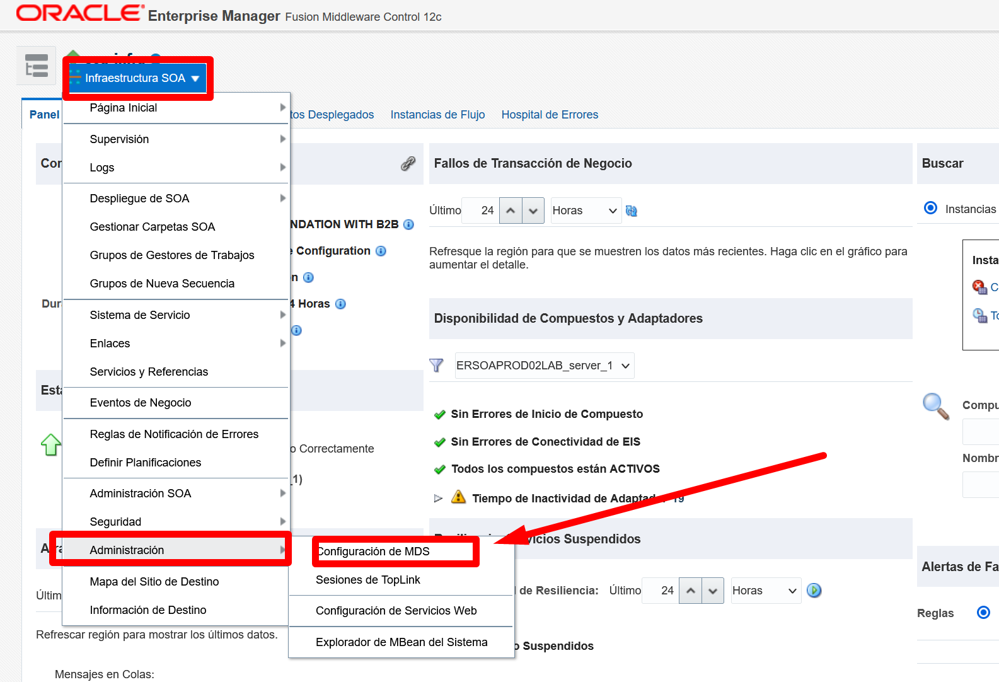 ORACLE Enterprise Manager Fusion Middleware Control 12c
Infraestructura SOA
Panel
tos Desplegados
Instancias de Flujo
Hospital de Errores
Página Inicial
Supervisión
Logs
Despliegue de SOA
Gestionar Carpetas SOA
Grupos de Gestores de Trabajos
Grupos de Nueva Secuencia
Sistema de Servicio
Enlaces
Servicios y Referencias
Eventos de Negocio
Reglas de Notificación de Errores
Definir Planificaciones
Administración SOA
Seguridad
Administración
Mapa del Sitio de Destino
Información de Destino
Configuración de MDS
Sesiones de TopLink
Configuración de Servicios Web
Explorador de MBean del Sistema
Con
NDATION WITH B2B
e Configuration
n
Dur
4 Horas
Esta
o Correctamente
_1)
Últim
Refrescar región para mostrar los últimos datos.
Mensajes en Colas:
Fallos de Transacción de Negocio
Último 24 Horas
Refresque la región para que se muestren los datos más recientes. Haga clic en el gráfico para
aumentar el detalle.
Disponibilidad de Compuestos y Adaptadores
ERSOAPROD02LAB_server_1
Sin Errores de Inicio de Compuesto
Sin Errores de Conectividad de EIS
Todos los compuestos están ACTIVOS
Tiempo de Inactividad de Adaptad 19
vicios Suspendidos
de Resiliencia: Último 24 Horas
o Suspendidos
Buscar
Instancias
Insta
C
To
Compu
Nombr
Alertas de Fa
Reglas